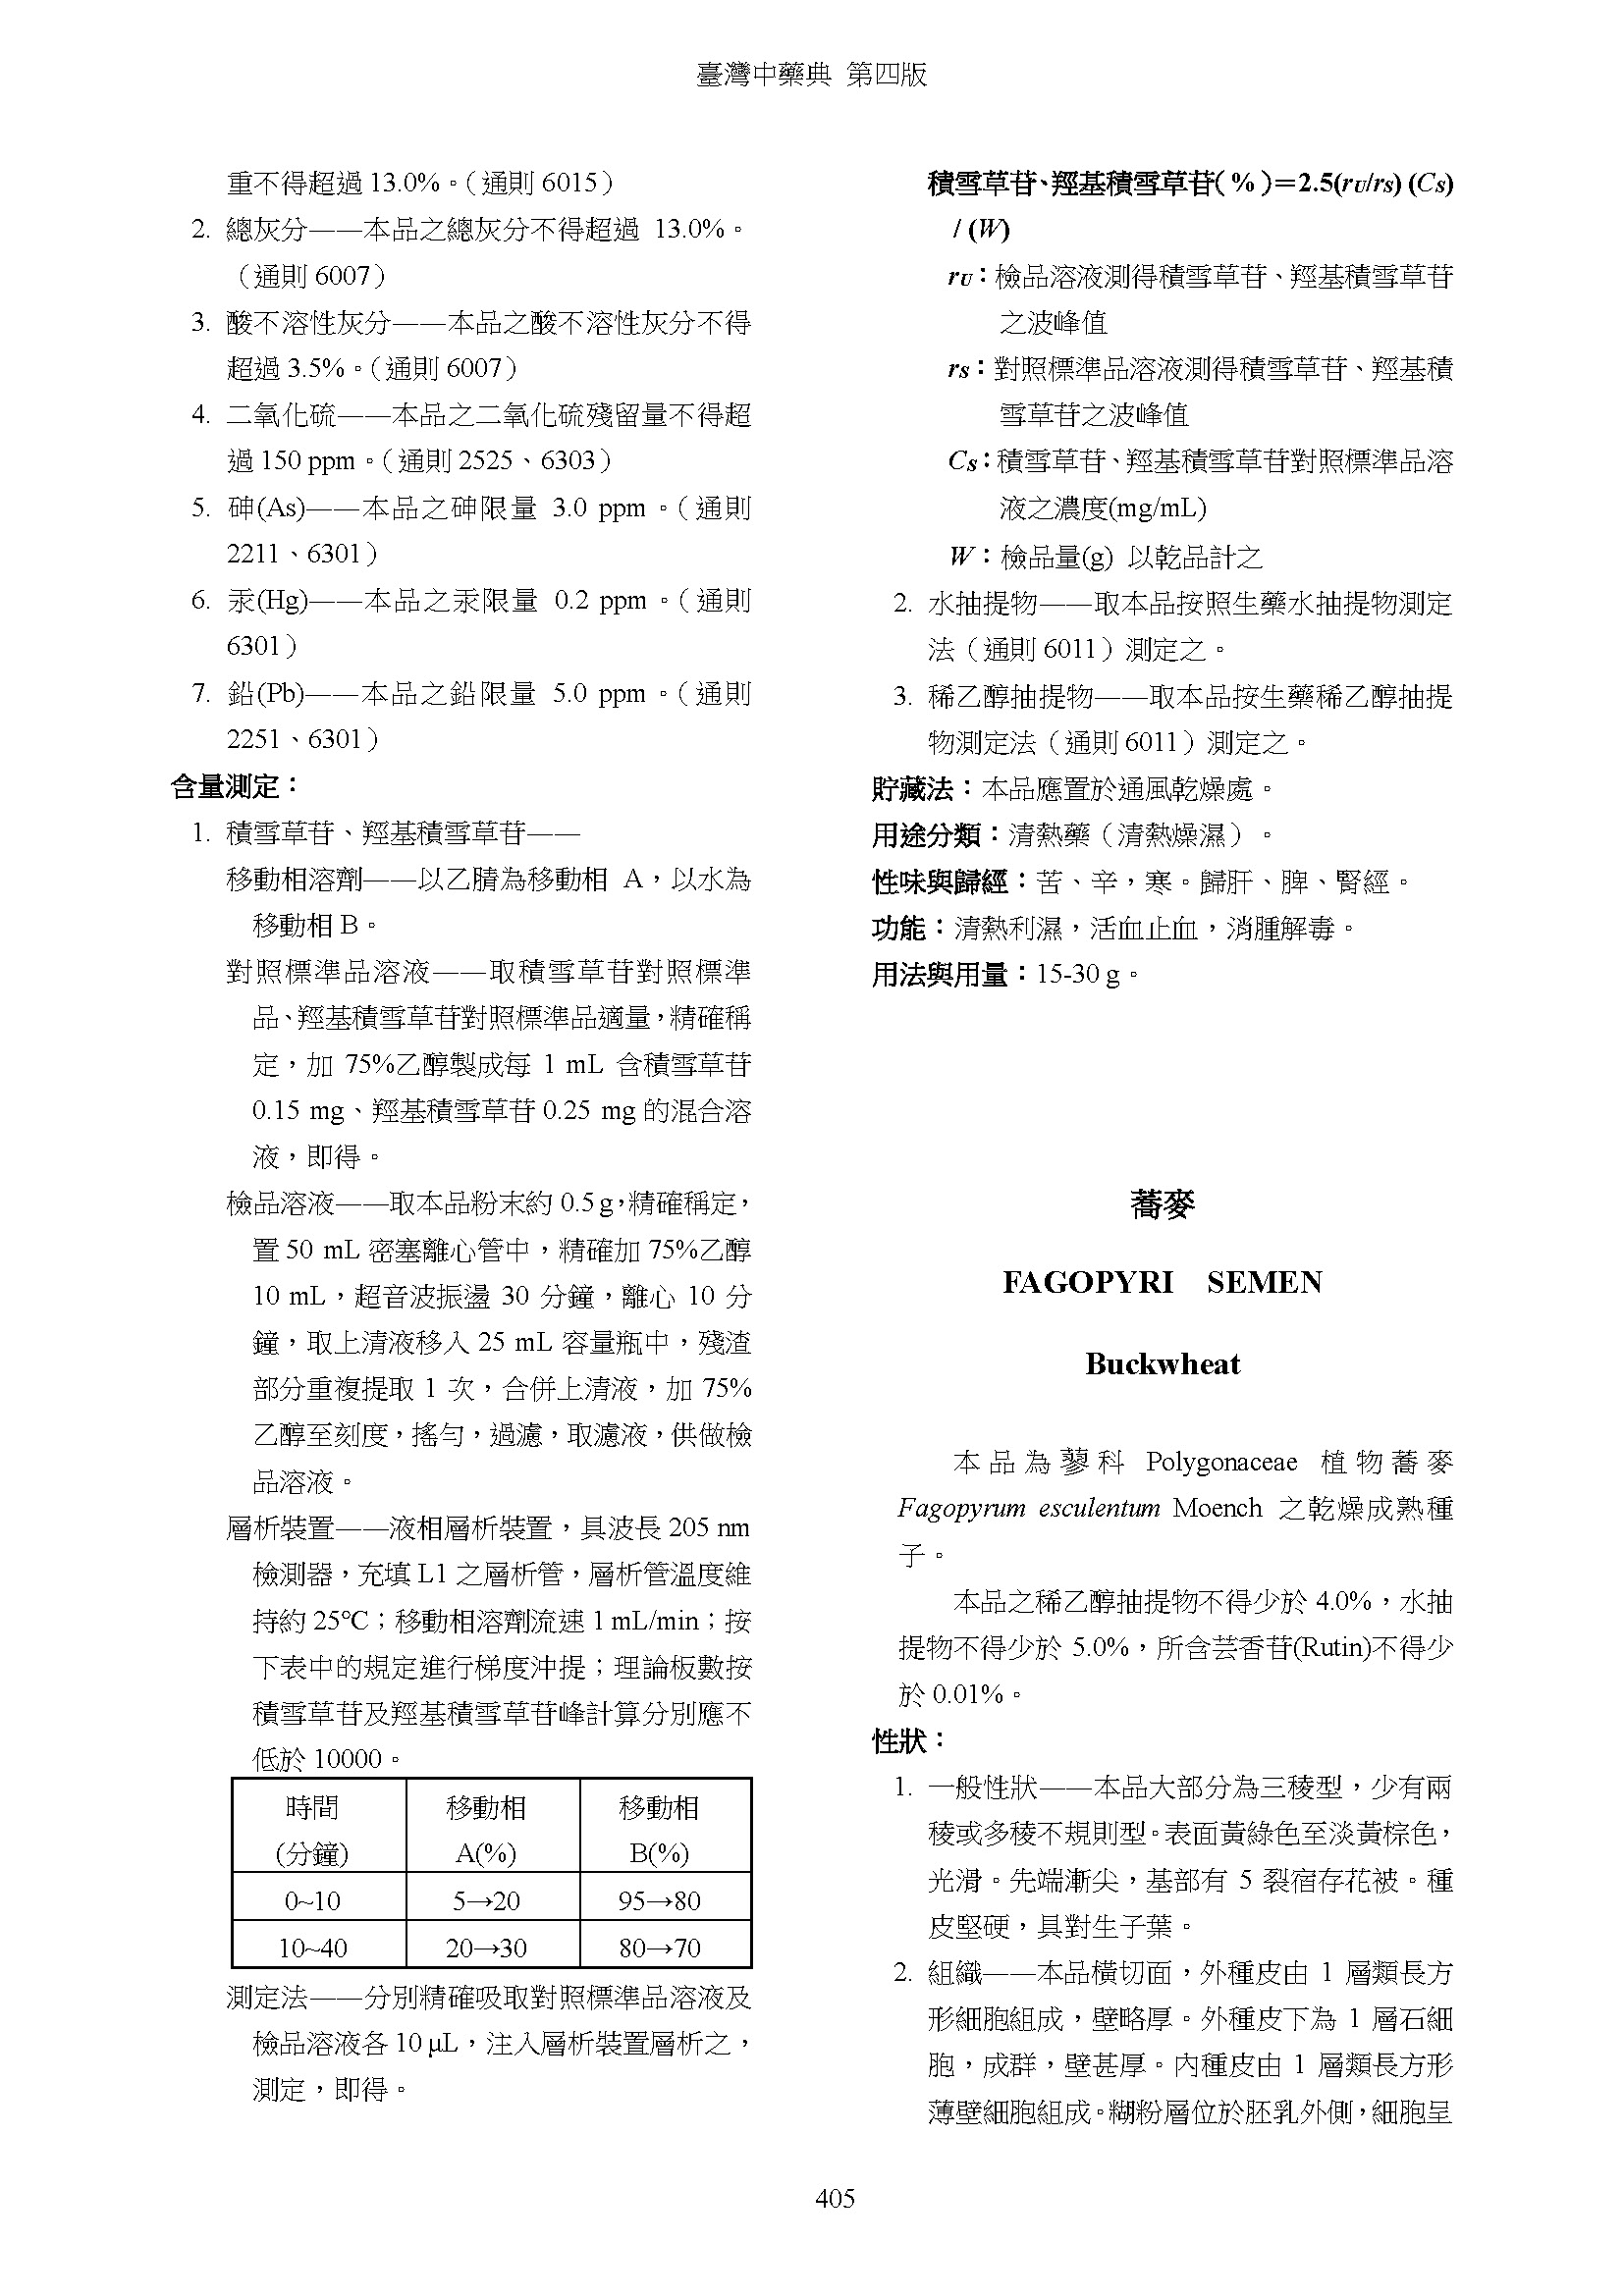 臺灣中藥典 第四版
重不得超過 13.0%。（通則 6015）
2. 總灰分——本品之總灰分不得超過 13.0%。
（通則 6007）
3. 酸不溶性灰分——本品之酸不溶性灰分不得
超過 3.5%。（通則 6007）
4. 二氧化硫——本品之二氧化硫殘留量不得超
過 150 ppm。（通則 2525、6303）
5. 砷(As)——本品之砷限量 3.0 ppm。（通則
2211、6301）
6. 汞(Hg)——本品之汞限量 0.2 ppm。（通則
6301）
7. 鉛(Pb)——本品之鉛限量 5.0 ppm。（通則
2251、6301）
含量測定：
1. 積雪草苷、羥基積雪草苷——
移動相溶劑——以乙腈為移動相 A，以水為
移動相 B。
對照標準品溶液——取積雪草苷對照標準
品、羥基積雪草苷對照標準品適量，精確稱
定，加 75%乙醇製成每 1 mL 含積雪草苷
0.15 mg、羥基積雪草苷 0.25 mg 的混合溶
液，即得。
檢品溶液——取本品粉末約 0.5 g，精確稱定，
置 50 mL 密塞離心管中，精確加 75%乙醇
10 mL，超音波振盪 30 分鐘，離心 10 分
鐘，取上清液移入 25 mL 容量瓶中，殘渣
部分重複提取 1 次，合併上清液，加 75%
乙醇至刻度，搖勻，過濾，取濾液，供做檢
品溶液。
層析裝置——液相層析裝置，具波長 205 nm
檢測器，充填 L1 之層析管，層析管溫度維
持約 25°C；移動相溶劑流速 1 mL/min；按
下表中的規定進行梯度沖提；理論板數按
積雪草苷及羥基積雪草苷峰計算分別應不
低於 10000。
時間 移動相 移動相
(分鐘) A(%) B(%)
0~10 5→20 95→80
10~40 20→30 80→70
測定法——分別精確吸取對照標準品溶液及
檢品溶液各 10 μL，注入層析裝置層析之，
測定，即得。
積雪草苷、羥基積雪草苷(%)＝2.5(rU/rS) (CS)
/ (W)
rU：檢品溶液測得積雪草苷、羥基積雪草苷
之波峰值
rS：對照標準品溶液測得積雪草苷、羥基積
雪草苷之波峰值
CS：積雪草苷、羥基積雪草苷對照標準品溶
液之濃度(mg/mL)
W：檢品量(g) 以乾品計之
2. 水抽提物——取本品按照生藥水抽提物測定
法（通則 6011）測定之。
3. 稀乙醇抽提物——取本品按生藥稀乙醇抽提
物測定法（通則 6011）測定之。
貯藏法：本品應置於通風乾燥處。
用途分類：清熱藥（清熱燥濕）。
性味與歸經：苦、辛，寒。歸肝、脾、腎經。
功能：清熱利濕，活血止血，消腫解毒。
用法與用量：15-30 g。
蕎麥
FAGOPYRI SEMEN
Buckwheat
本品為蓼科 Polygonaceae 植物蕎麥
Fagopyrum esculentum Moench 之乾燥成熟種
子。
本品之稀乙醇抽提物不得少於 4.0%，水抽
提物不得少於 5.0%，所含芸香苷(Rutin)不得少
於 0.01%。
性狀：
1. 一般性狀——本品大部分為三稜型，少有兩
稜或多稜不規則型。表面黃綠色至淡黃棕色，
光滑。先端漸尖，基部有 5 裂宿存花被。種
皮堅硬，具對生子葉。
2. 組織——本品橫切面，外種皮由 1 層類長方
形細胞組成，壁略厚。外種皮下為 1 層石細
胞，成群，壁甚厚。內種皮由 1 層類長方形
薄壁細胞組成。糊粉層位於胚乳外側，細胞呈
405